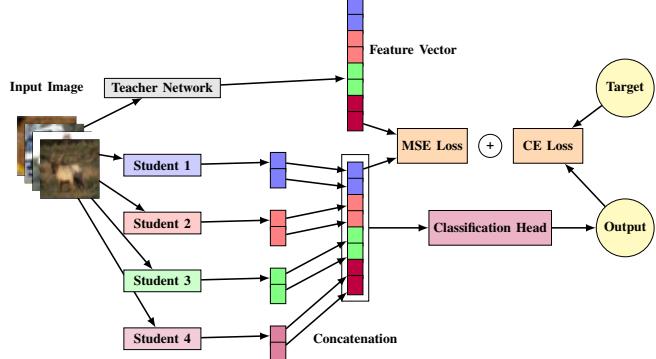 Feature Vector
Input Image
Teacher Network
Target
MSE Loss
+
CE Loss
Student 1
Student 2
Classification Head
Output
Student 3
Student 4
Concatenation